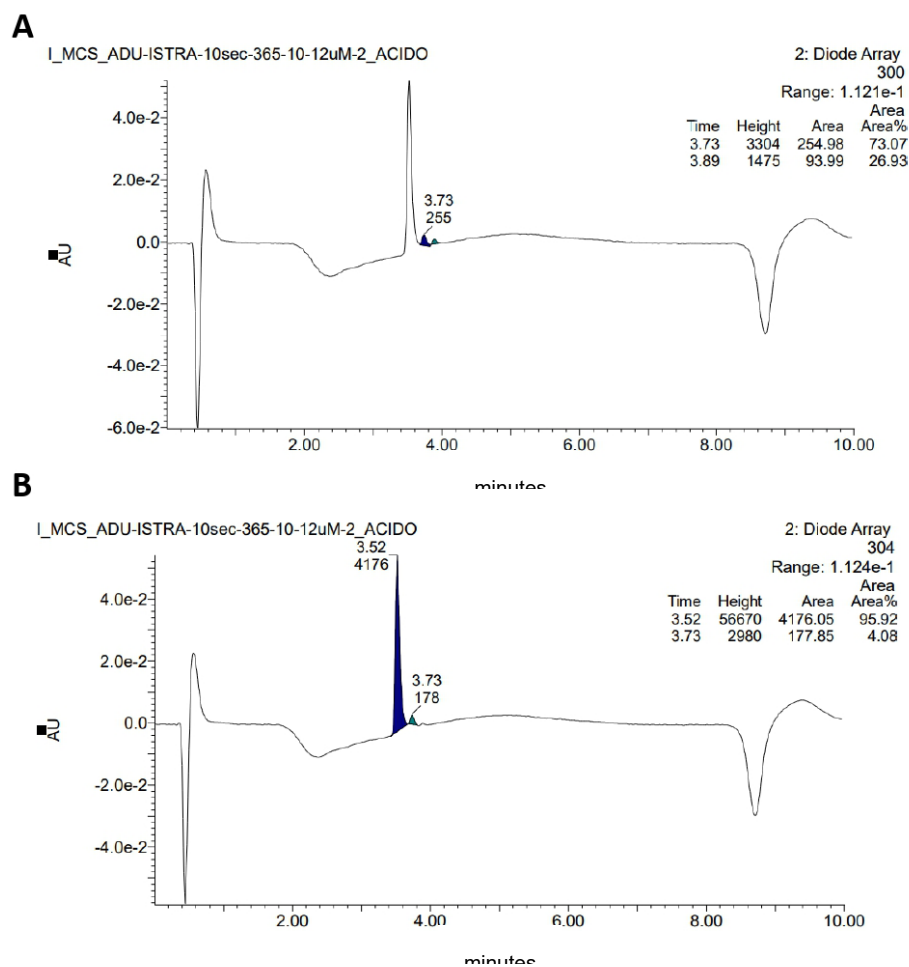 A
I_MCS_ADU-ISTRA-10sec-365-10-12uM-2_ACIDO
2: Diode Array
300
Range: 1.121e-1
Area
Time Height Area Area%
3.73 3304 254.98 73.07
3.89 1475 93.99 26.93
4.0e-2
3.73
255
2.0e-2
0.0
AU
-2.0e-2
-4.0e-2
-6.0e-2
2.00 4.00 6.00 8.00 10.00
minutes
B
I_MCS_ADU-ISTRA-10sec-365-10-12uM-2_ACIDO
2: Diode Array
304
Range: 1.124e-1
Area
Time Height Area Area%
3.52 56670 4176.05 95.92
3.73 2980 177.85 4.08
3.52
4176
4.0e-2
2.0e-2
3.73
178
0.0
AU
-2.0e-2
-4.0e-2
2.00 4.00 6.00 8.00 10.00
minutes